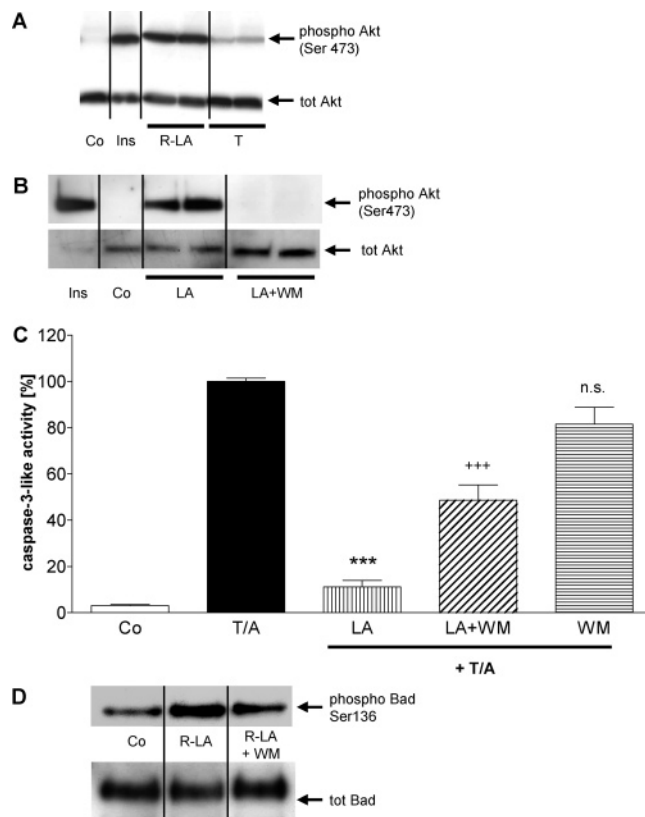 A
phospho Akt
(Ser 473)
tot Akt
Co Ins R-LA T
B
phospho Akt
(Ser473)
tot Akt
Ins Co LA LA+WM
C
caspase-3-like activity [%]
120
100
80
60
40
20
0
***
+++
n.s.
Co T/A LA LA+WM WM
+ T/A
D
phospho Bad
Ser136
Co R-LA R-LA
+ WM
tot Bad